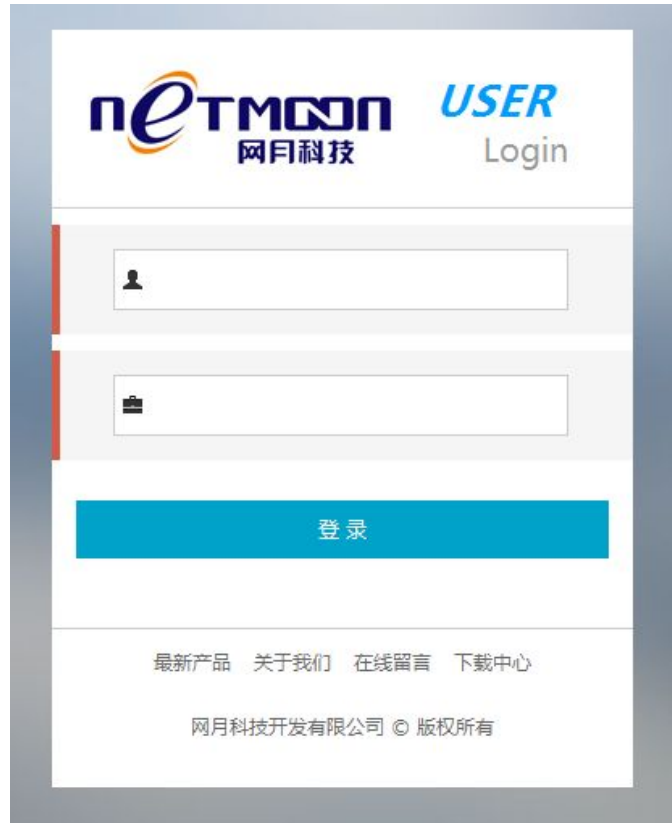 netmoon USER
网月科技 Login
登 录
最新产品 关于我们 在线留言 下载中心
网月科技开发有限公司 © 版权所有